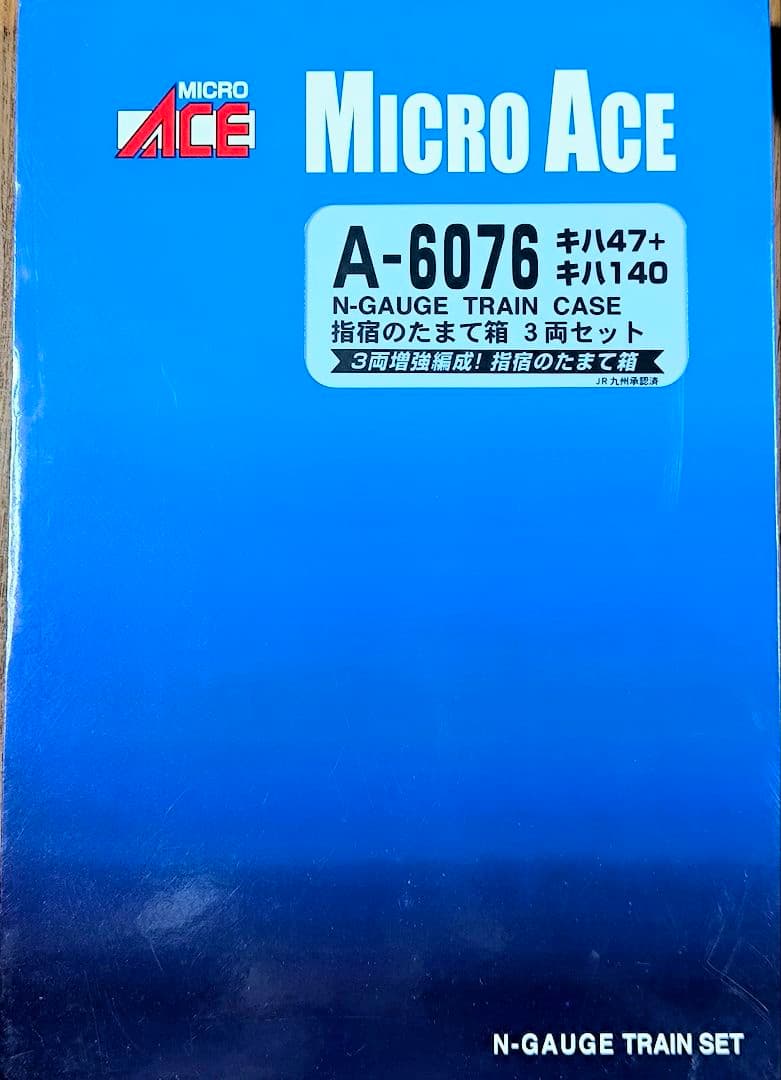 MICRO
ACE
MICRO ACE
A-6076 キハ47+
キハ140
N-GAUGE TRAIN CASE
指宿のたまて箱 3両セット
3両増強編成! 指宿のたまて箱
JR九州承認済
N-GAUGE TRAIN SET